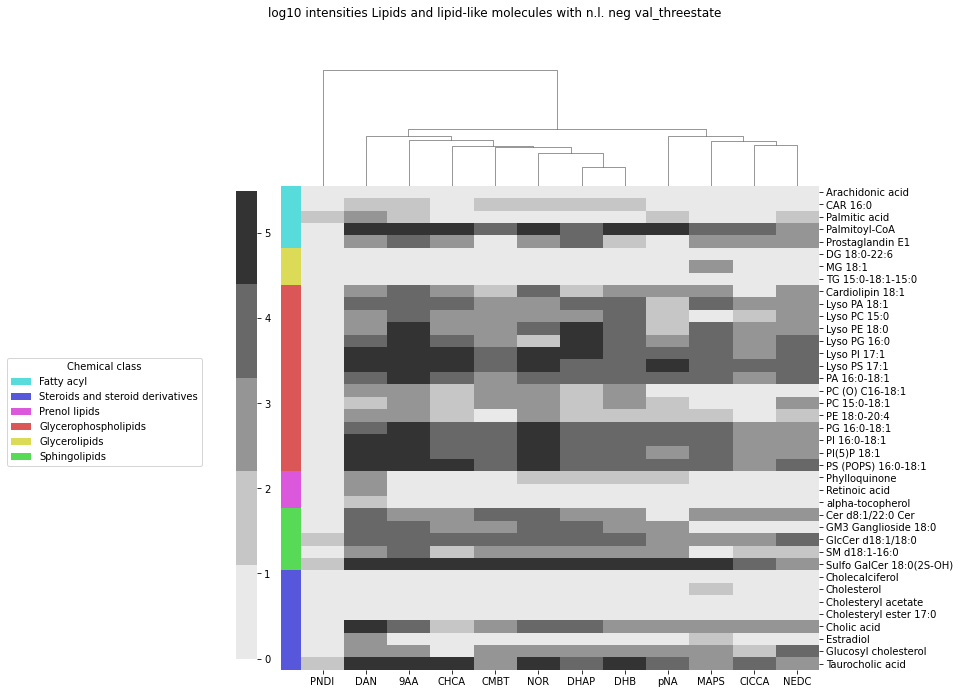 log10 intensities Lipids and lipid-like molecules with n.l. neg val_threestate
5
4
3
2
1
0
Chemical class
Fatty acyl
Steroids and steroid derivatives
Prenol lipids
Glycerophospholipids
Glycerolipids
Sphingolipids
Arachidonic acid
CAR 16:0
Palmitic acid
Palmitoyl-CoA
Prostaglandin E1
DG 18:0-22:6
MG 18:1
TG 15:0-18:1-15:0
Cardiolipin 18:1
Lyso PA 18:1
Lyso PC 15:0
Lyso PE 18:0
Lyso PG 16:0
Lyso PI 17:1
Lyso PS 17:1
PA 16:0-18:1
PC (O) C16-18:1
PC 15:0-18:1
PE 18:0-20:4
PG 16:0-18:1
PI 16:0-18:1
PI(5)P 18:1
PS (POPS) 16:0-18:1
Phylloquinone
Retinoic acid
alpha-tocopherol
Cer d8:1/22:0 Cer
GM3 Ganglioside 18:0
GlcCer d18:1/18:0
SM d18:1-16:0
Sulfo GalCer 18:0(2S-OH)
Cholecalciferol
Cholesterol
Cholesteryl acetate
Cholesteryl ester 17:0
Cholic acid
Estradiol
Glucosyl cholesterol
Taurocholic acid
PNDI DAN 9AA CHCA CMBT NOR DHAP DHB pNA MAPS ClCCA NEDC